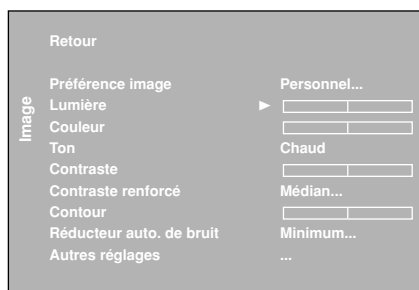 Retour
Image
Préférence image Personnel...
Lumière
Couleur
Ton Chaud
Contraste
Contraste renforcé Médian...
Contour
Réducteur auto. de bruit Minimum...
Autres réglages ...